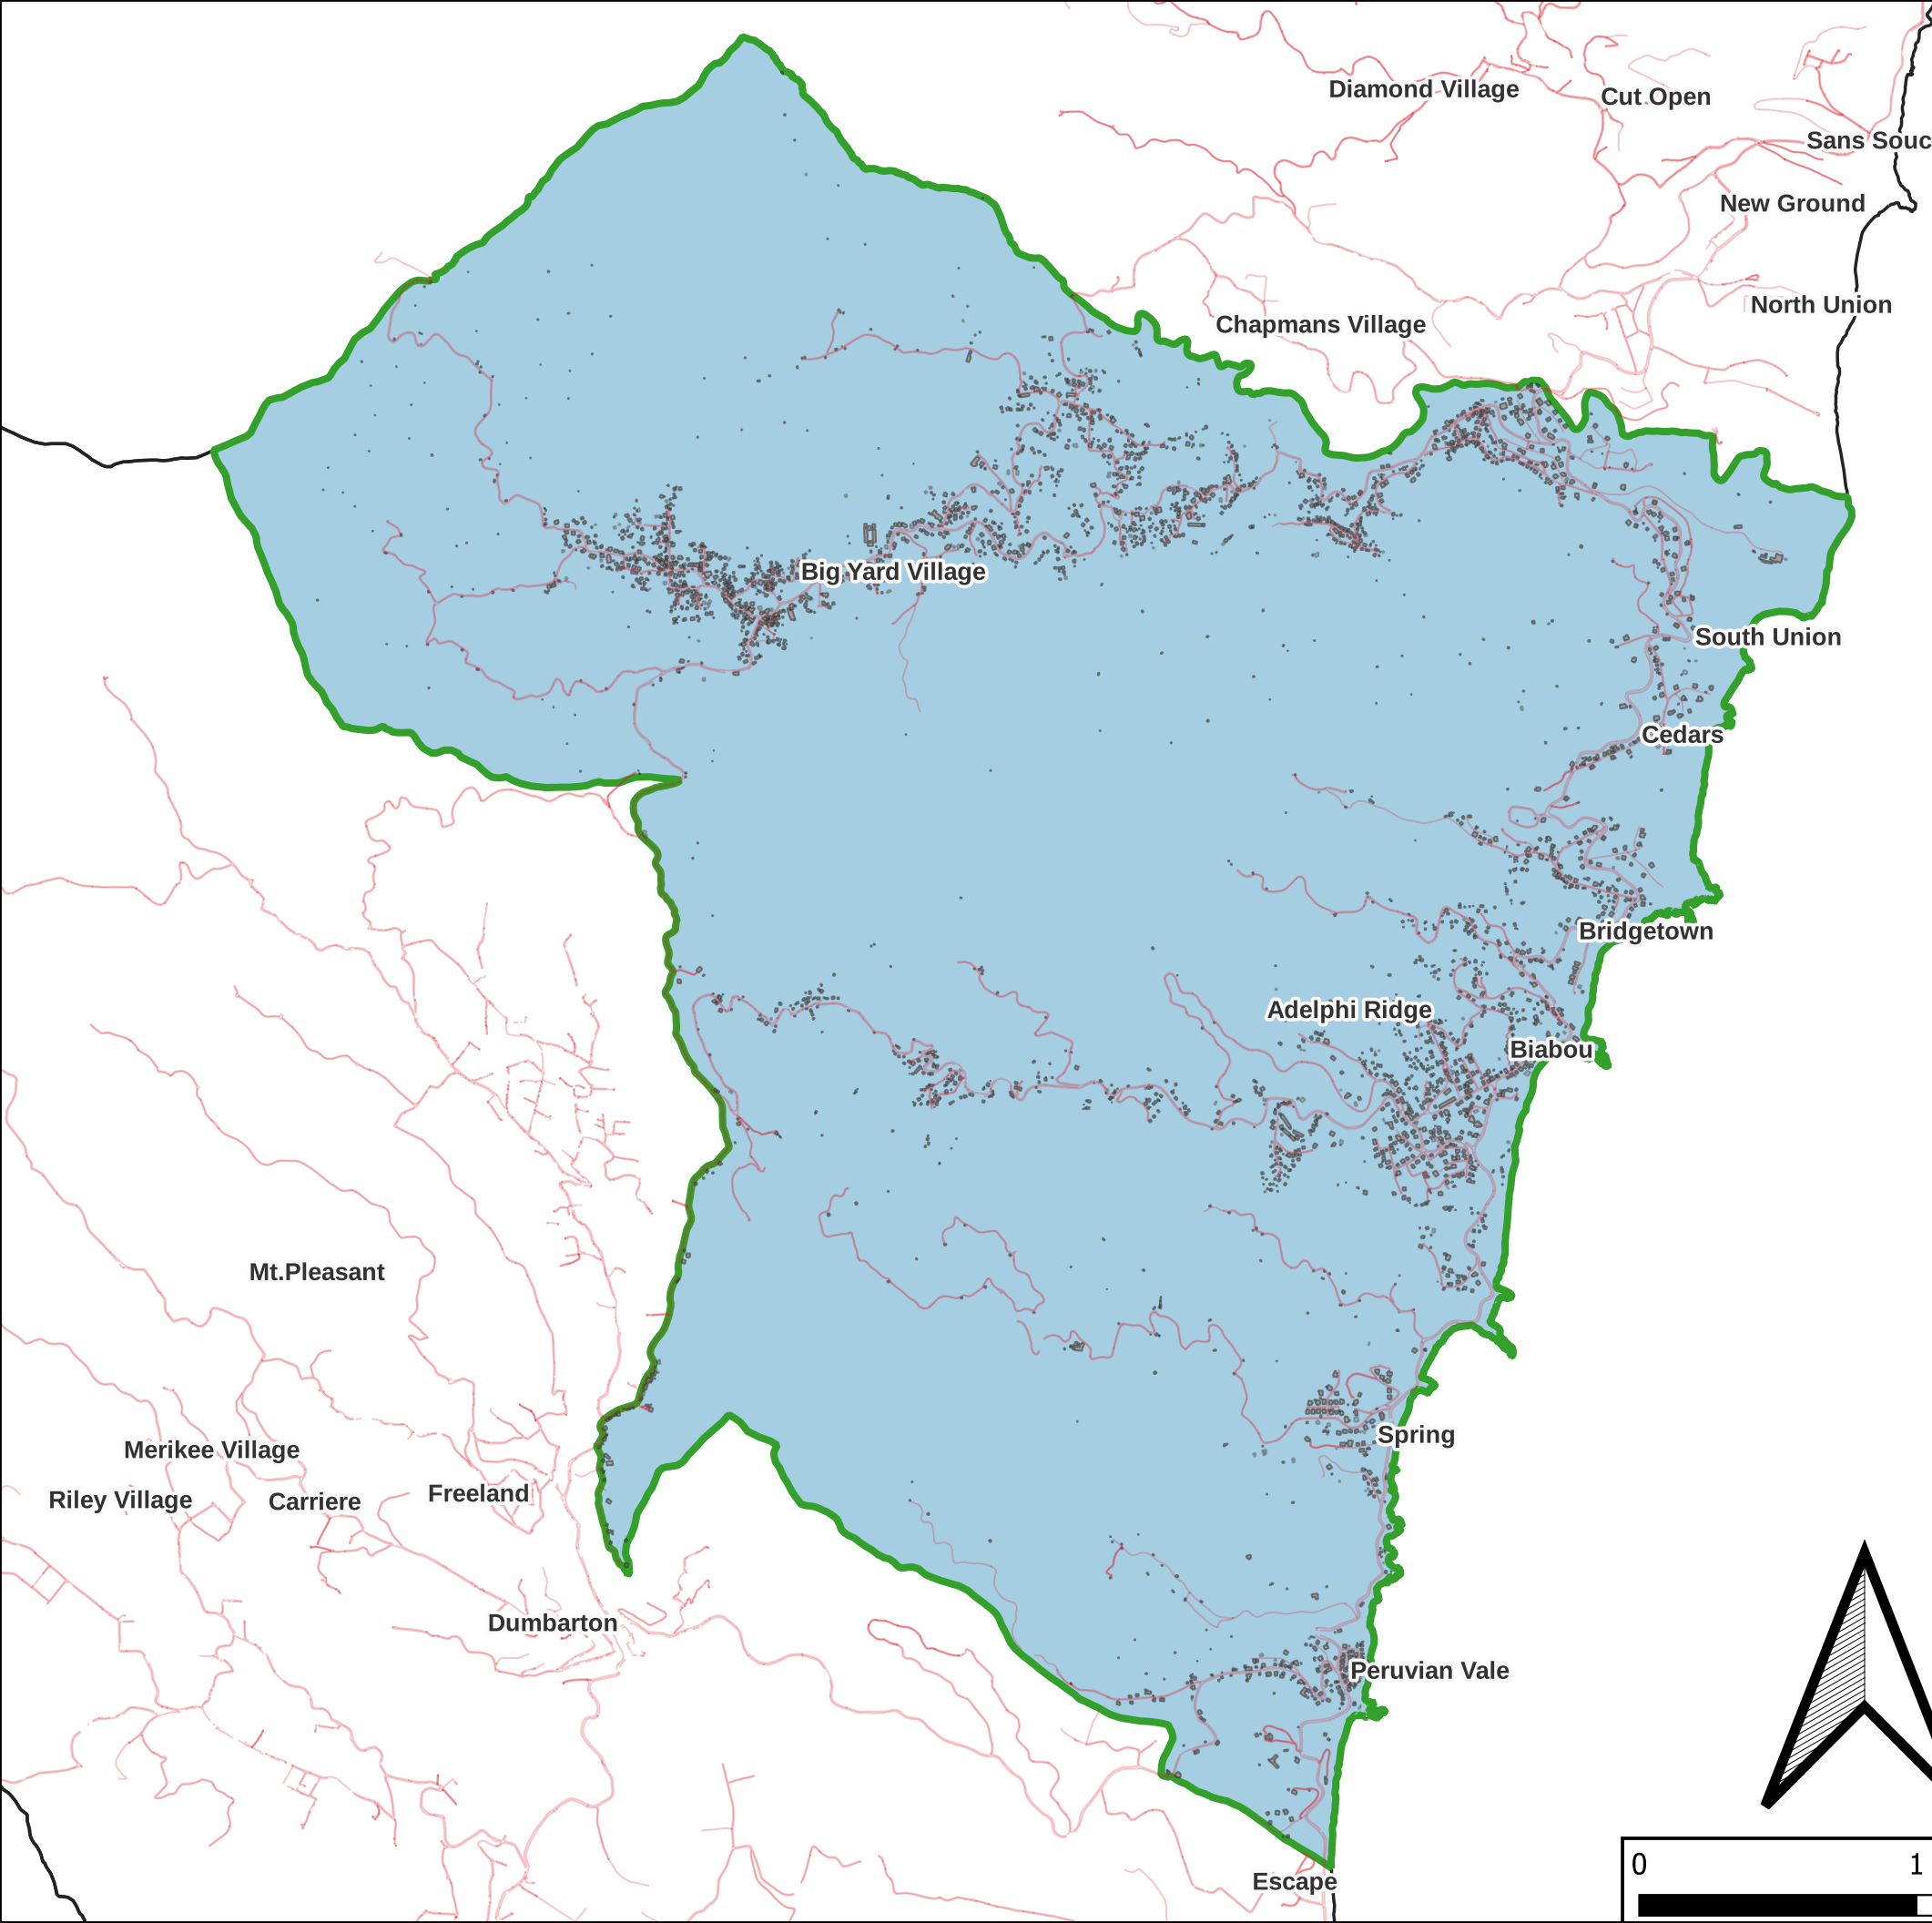 Diamond Village
Cut Open
Sans Souc
New Ground
North Union
Chapmans Village
Big Yard Village
South Union
Cedars
Bridgetown
Adelphi Ridge
Biabou
Mt.Pleasant
Spring
Merikee Village
Riley Village
Carriere
Freeland
Dumbarton
Peruvian Vale
Escape
0 1